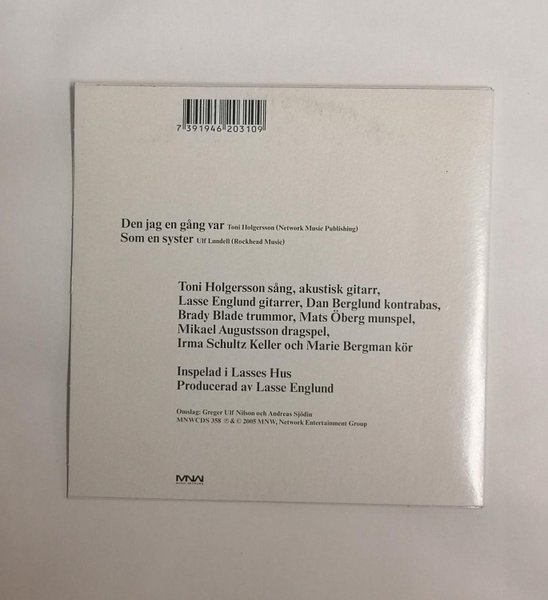 7 391946 203109
Den jag en gång var Toni Holgersson (Network Music Publishing)
Som en syster Ulf Lundell (Rockhead Music)
Toni Holgersson sång, akustisk gitarr,
Lasse Englund gitarrer, Dan Berglund kontrabas,
Brady Blade trummor, Mats Öberg munspel,
Mikael Augustsson dragspel,
Irma Schultz Keller och Marie Bergman kör
Inspelad i Lasses Hus
Producerad av Lasse Englund
Omslag: Greger Ulf Nilson och Andreas Sjödin
MNWCDS 358 ℗ & © 2005 MNW, Network Entertainment Group
MNW